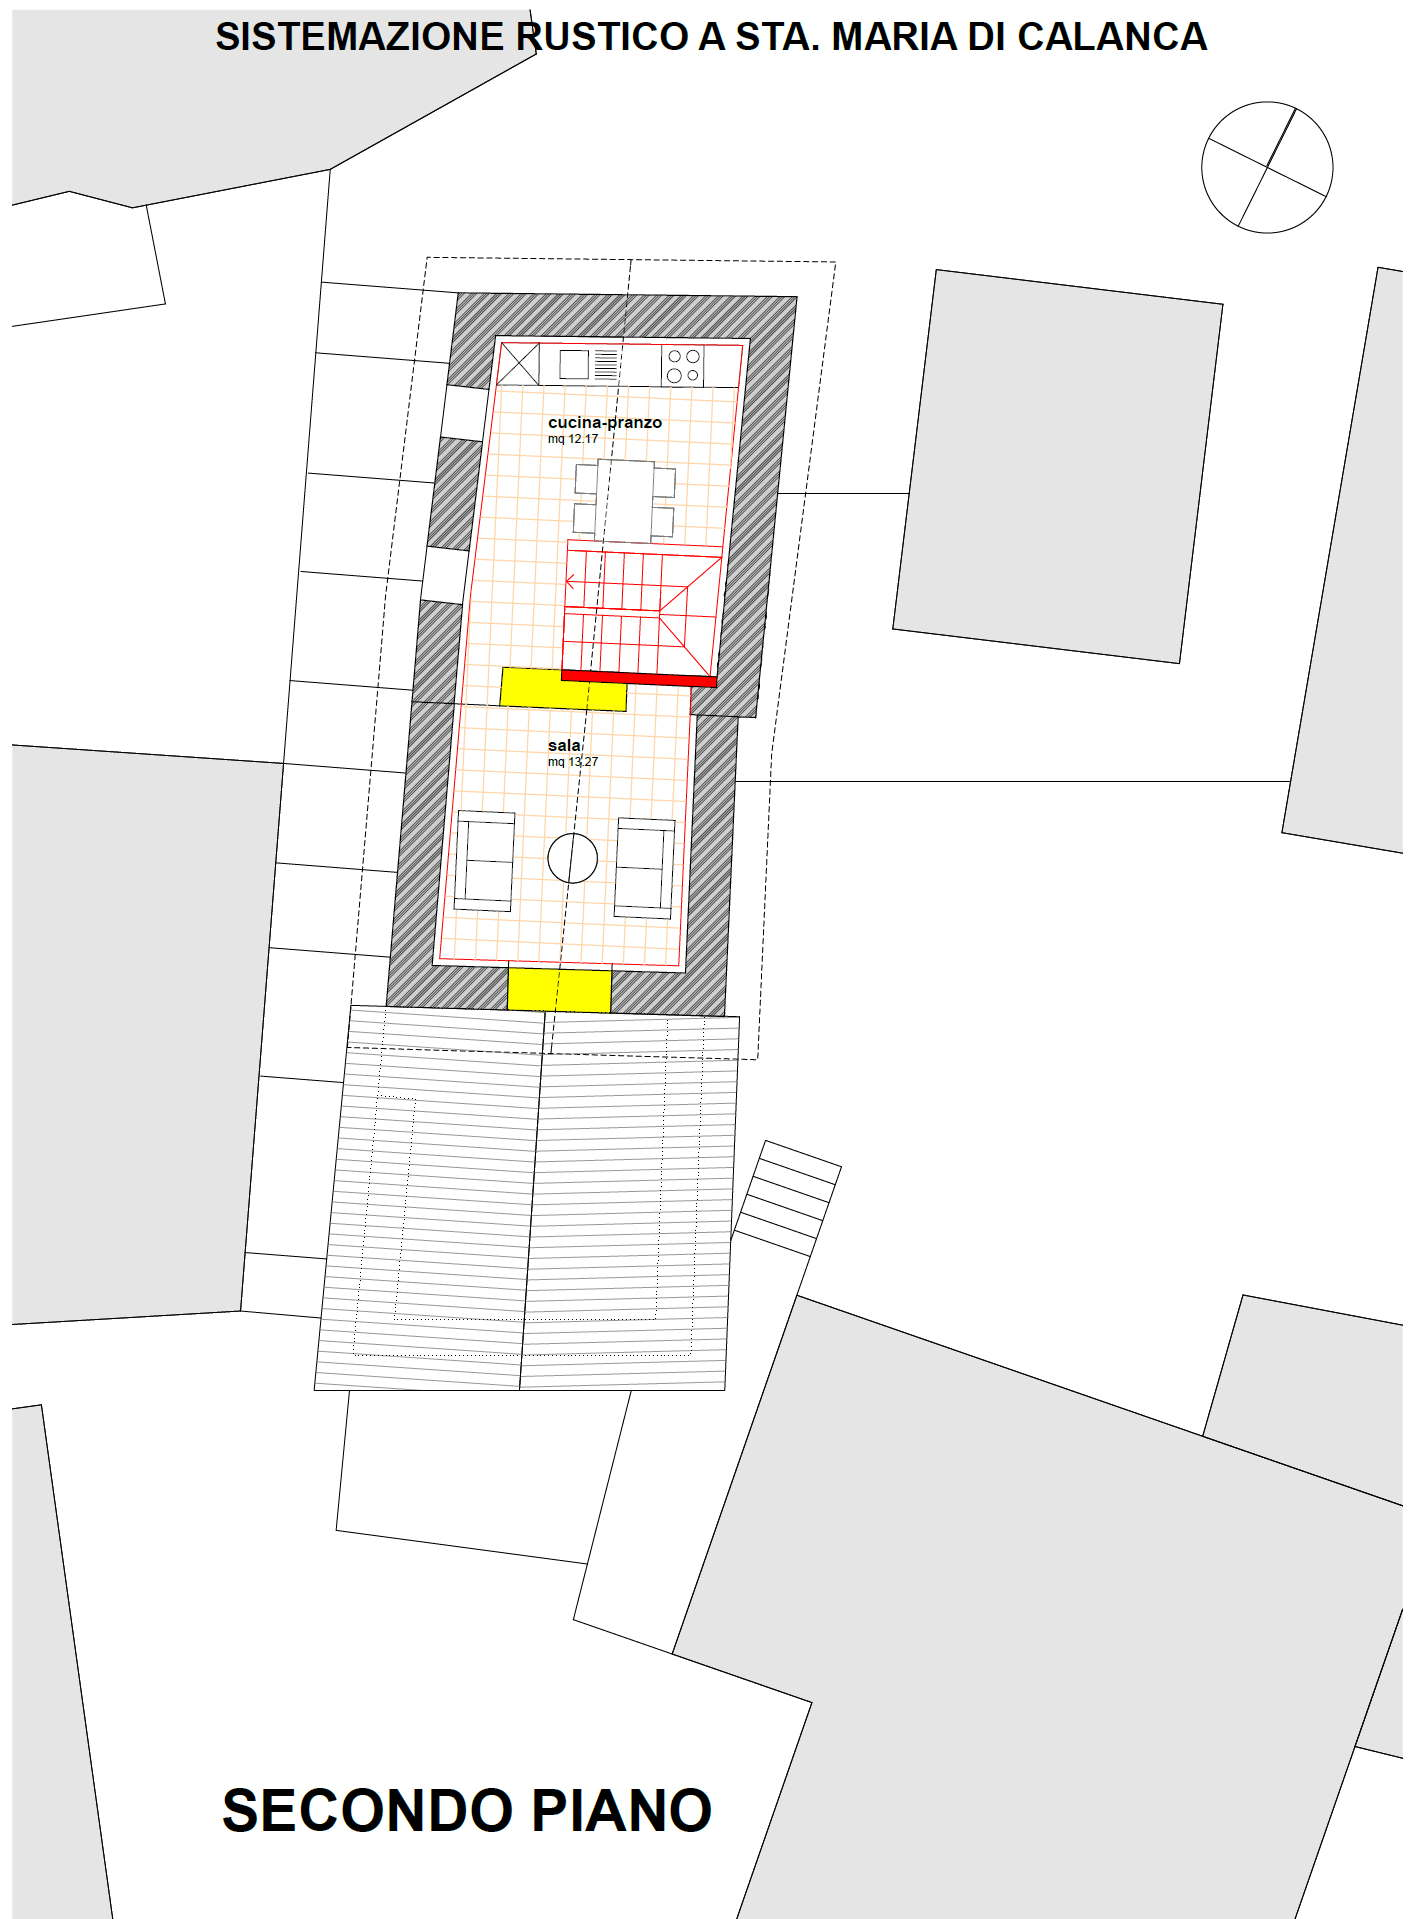 SISTEMAZIONE RUSTICO A STA. MARIA DI CALANCA
cucina-pranzo
mq 12.17
sala
mq 13.27
SECONDO PIANO